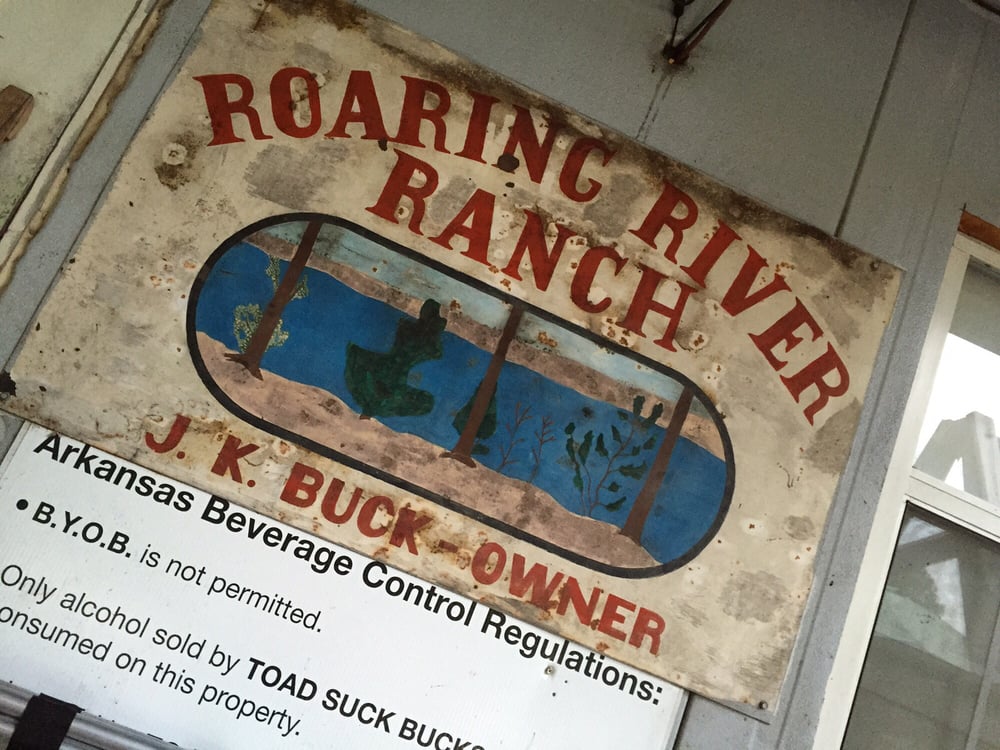 ROARING RIVER
RANCH
J. K. BUCK - OWNER
Arkansas Beverage Control Regulations:
• B.Y.O.B. is not permitted.
Only alcohol sold by TOAD SUCK BUCKS
onsumed on this property.